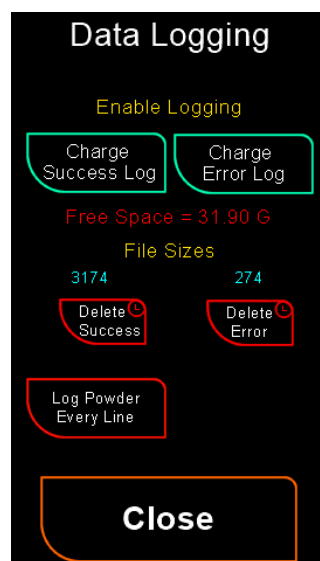 Data Logging
Enable Logging
Charge
Success Log
Charge
Error Log
Free Space = 31.90 G
File Sizes
3174
274
Delete
Success
Delete
Error
Log Powder
Every Line
Close